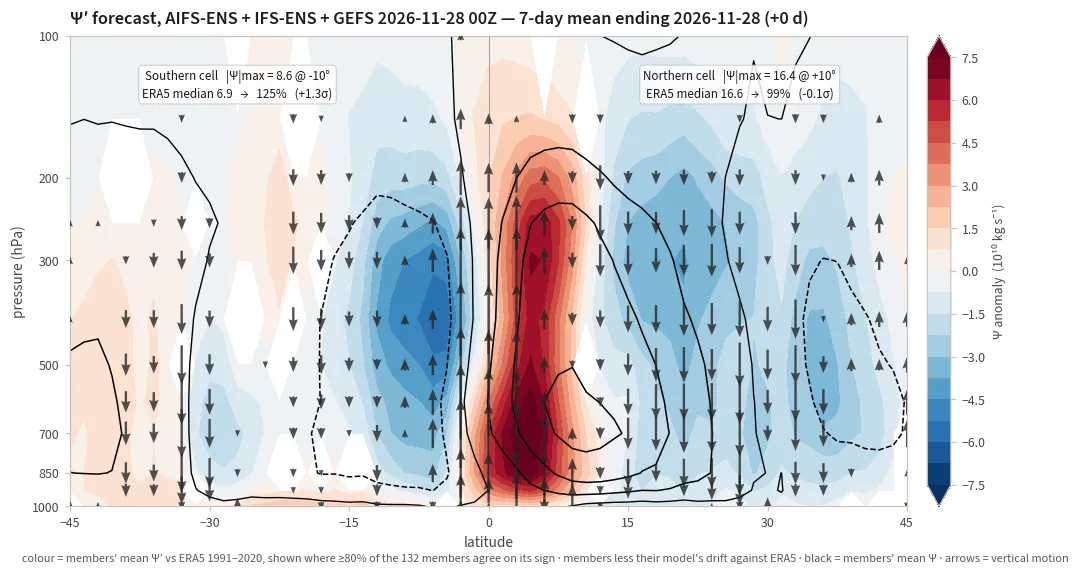 Ψ′ forecast, AIFS-ENS + IFS-ENS + GEFS 2026-11-28 00Z — 7-day mean ending 2026-11-28 (+0 d)
Southern cell |Ψ|max = 8.6 @ -10°
ERA5 median 6.9 → 125% (+1.3σ)
Northern cell |Ψ|max = 16.4 @ +10°
ERA5 median 16.6 → 99% (-0.1σ)
pressure (hPa)
100
200
300
400
500
700
850
1000
−45
−30
−15
0
15
30
45
latitude
7.5
6.0
4.5
3.0
1.5
0.0
−1.5
−3.0
−4.5
−6.0
−7.5
Ψ anomaly (10¹⁰ kg s⁻¹)
colour = members' mean Ψ′ vs ERA5 1991–2020, shown where ≥80% of the 132 members agree on its sign · members less their model's drift against ERA5 · black = members' mean Ψ · arrows = vertical motion